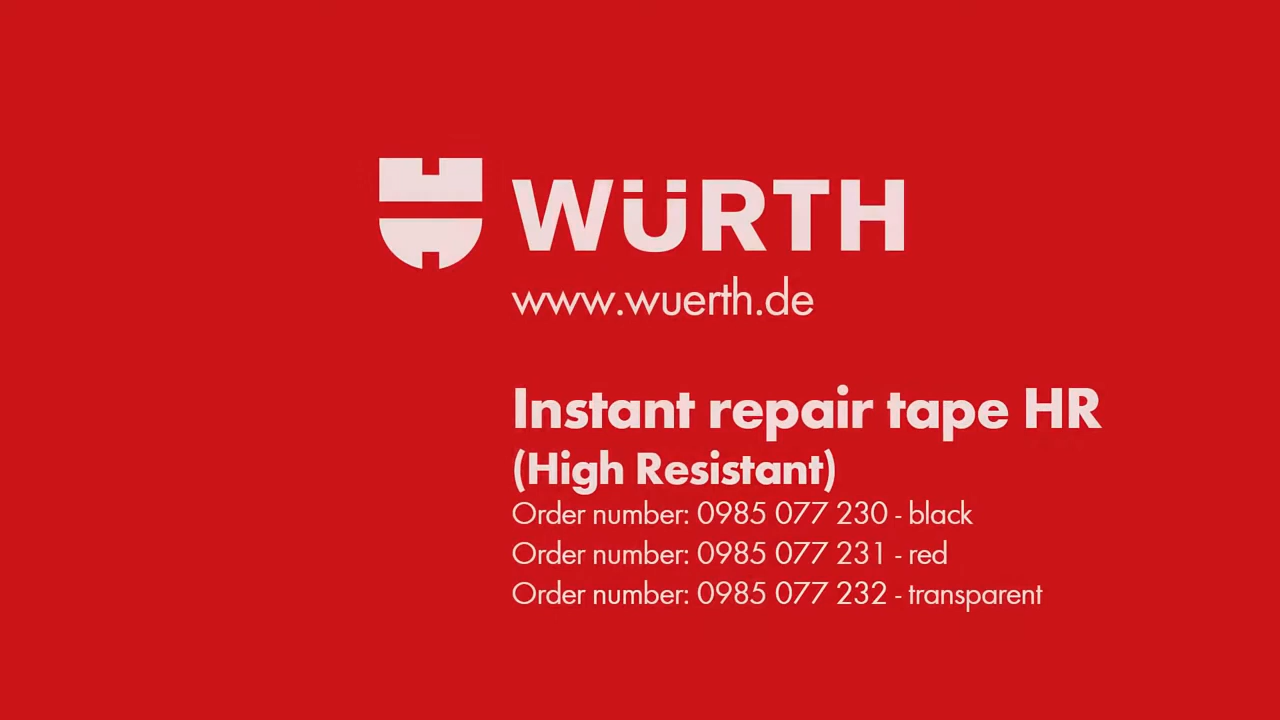 WÜRTH
www.wuerth.de
Instant repair tape HR
(High Resistant)
Order number: 0985 077 230 - black
Order number: 0985 077 231 - red
Order number: 0985 077 232 - transparent